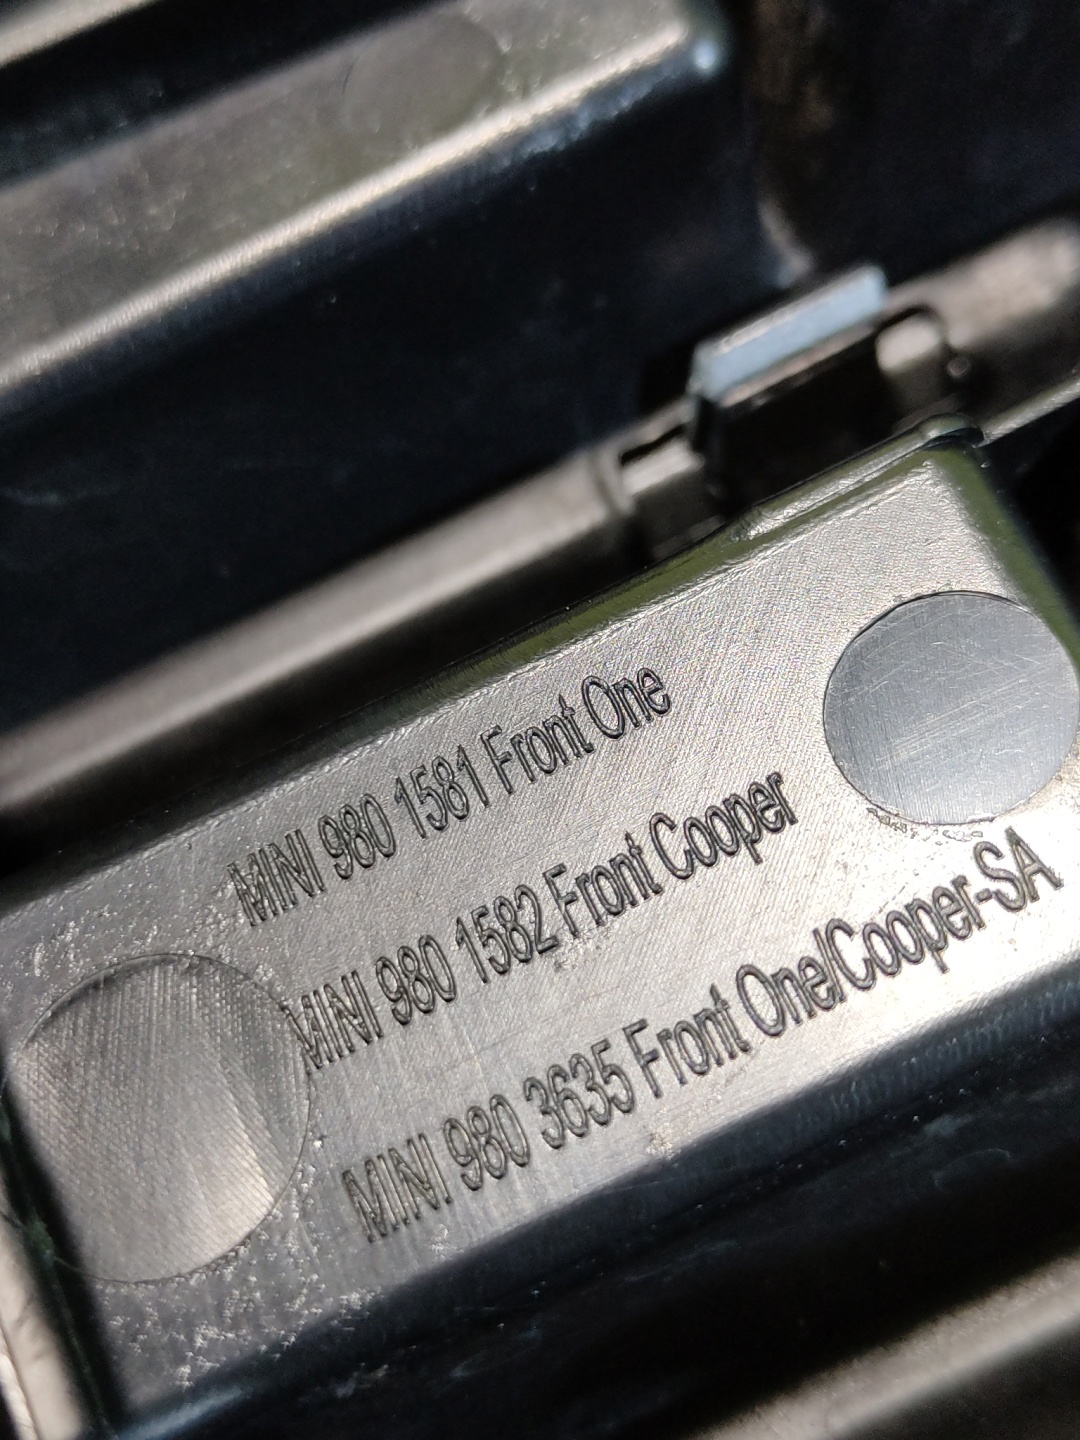 MINI 980 1581 Front One
MINI 980 1582 Front Cooper
MINI 980 3635 Front One/Cooper-SA